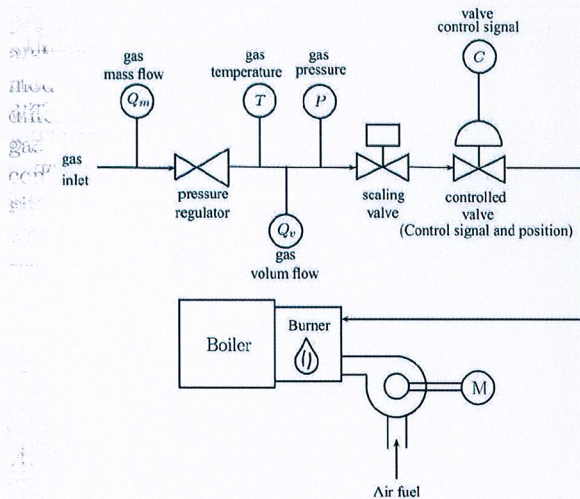 valve
control signal
gas
mass flow
gas
temperature
gas
pressure
C
Qm
T
P
gas
inlet
pressure
regulator
scaling
valve
controlled
valve
(Control signal and position)
Qv
gas
volum flow
Boiler
Burner
M
Air fuel